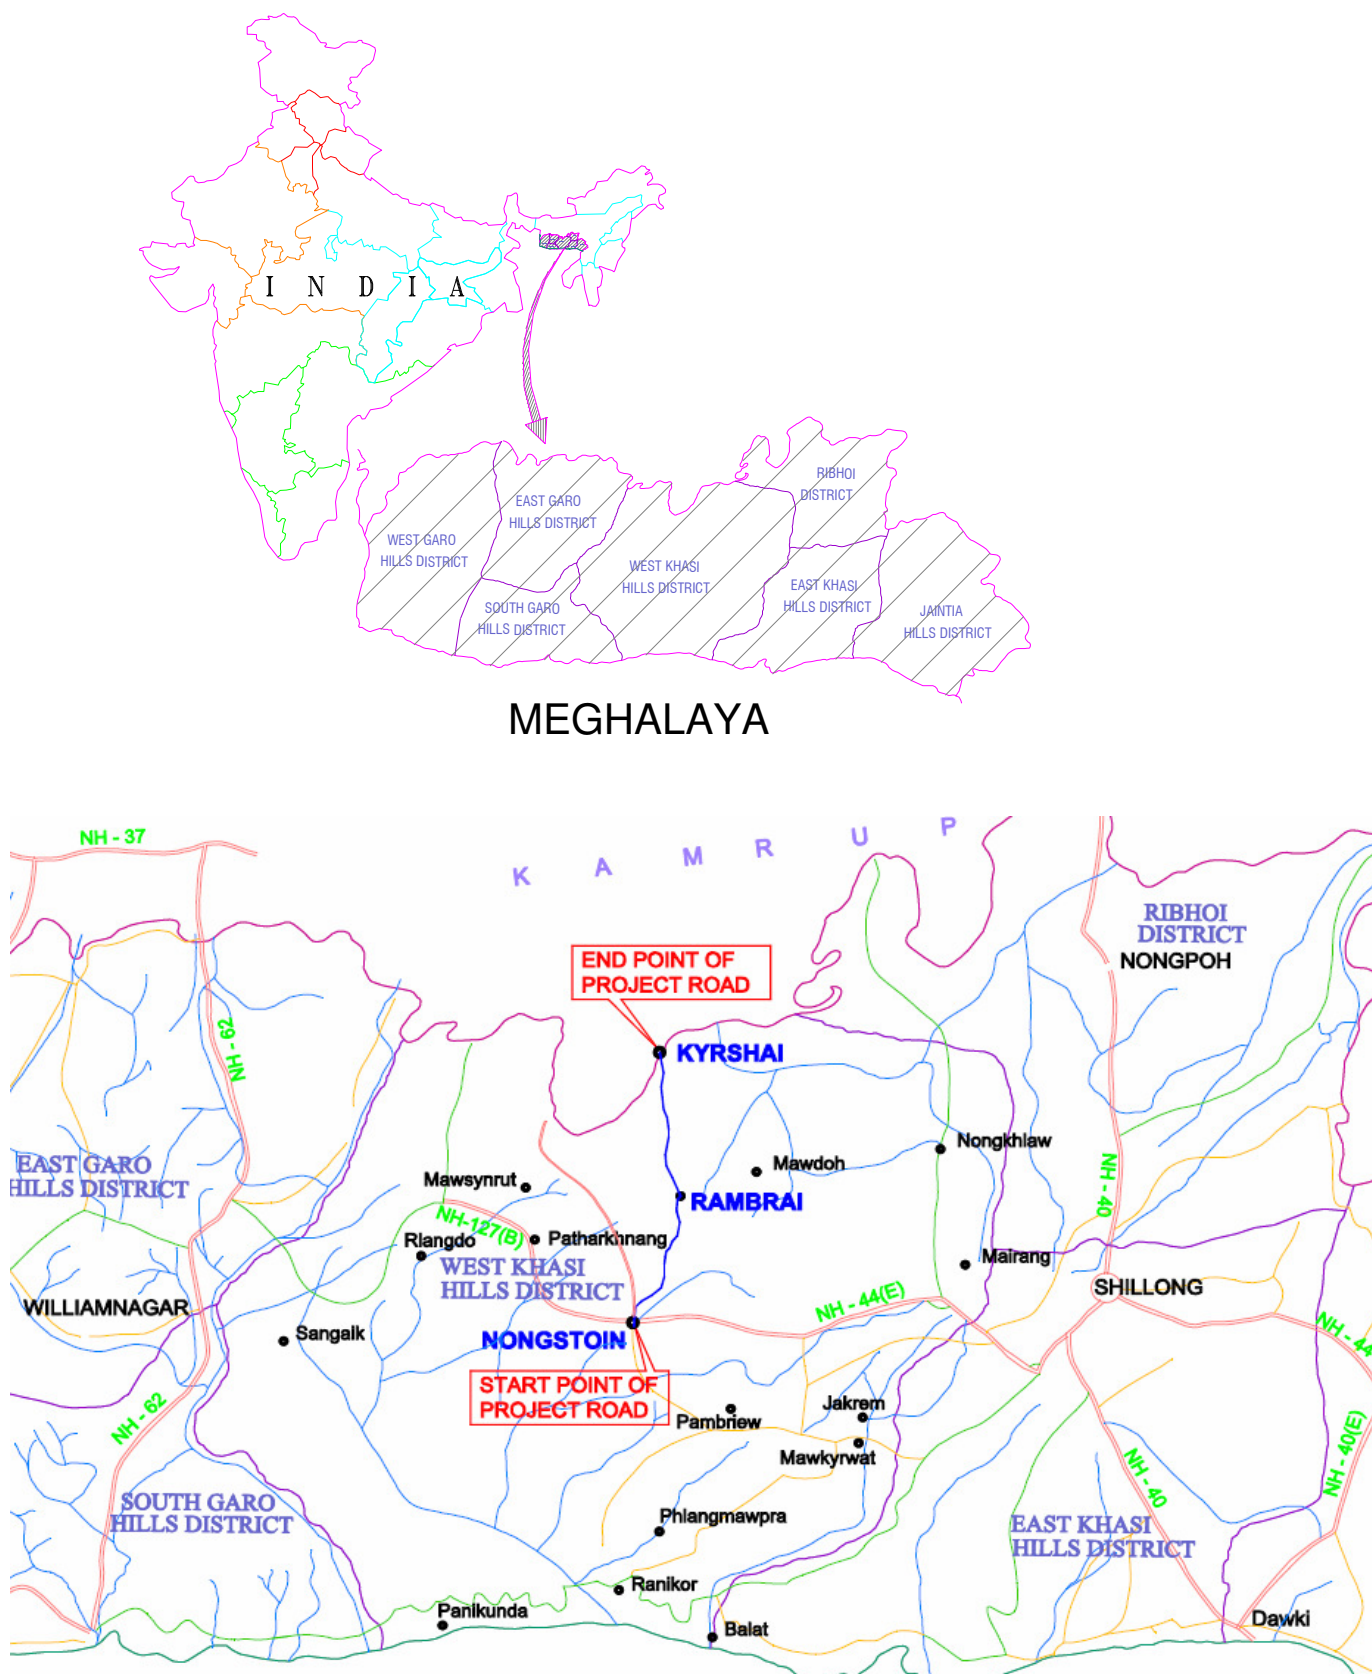 I N D I A
RIBHOI
DISTRICT
EAST GARO
HILLS DISTRICT
WEST GARO
HILLS DISTRICT
WEST KHASI
HILLS DISTRICT
EAST KHASI
HILLS DISTRICT
SOUTH GARO
HILLS DISTRICT
JAINTIA
HILLS DISTRICT
MEGHALAYA
NH - 37
K A M R U P
RIBHOI
DISTRICT
NONGPOH
END POINT OF
PROJECT ROAD
NH - 62
KYRSHAI
Nongkhlaw
EAST GARO
HILLS DISTRICT
Mawsynrut
Mawdoh
RAMBRAI
NH - 40
NH-127(B)
Rlangdo
Patharkhnang
WEST KHASI
HILLS DISTRICT
Mairang
SHILLONG
WILLIAMNAGAR
NH - 44(E)
Sangalk
NONGSTOIN
NH - 44
START POINT OF
PROJECT ROAD
NH - 62
Pambriew
Jakrem
Mawkyrwat
NH - 40(E)
NH - 40
SOUTH GARO
HILLS DISTRICT
Phlangmawpra
EAST KHASI
HILLS DISTRICT
Ranikor
Panikunda
Balat
Dawki